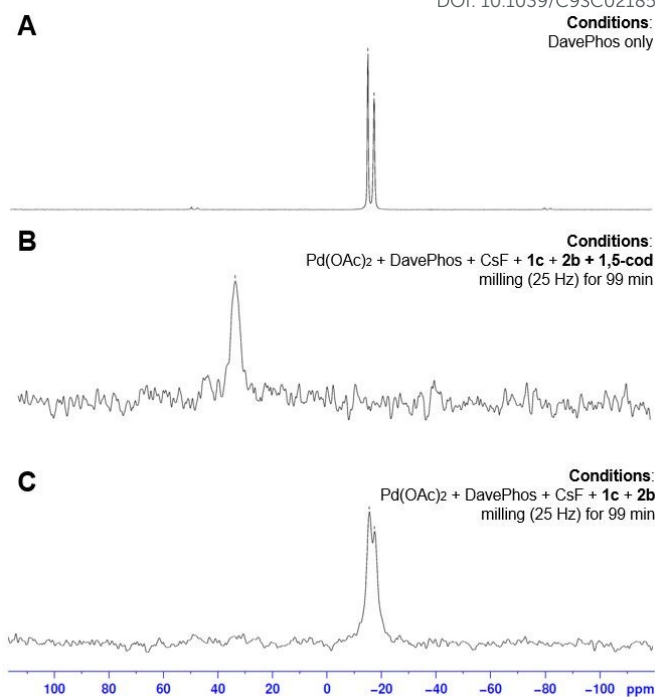 DOI: 10.1039/C9SC02185
A
Conditions:
DavePhos only
B
Conditions:
Pd(OAc)2 + DavePhos + CsF + 1c + 2b + 1,5-cod
milling (25 Hz) for 99 min
C
Conditions:
Pd(OAc)2 + DavePhos + CsF + 1c + 2b
milling (25 Hz) for 99 min
100 80 60 40 20 0 −20 −40 −60 −80 −100 ppm